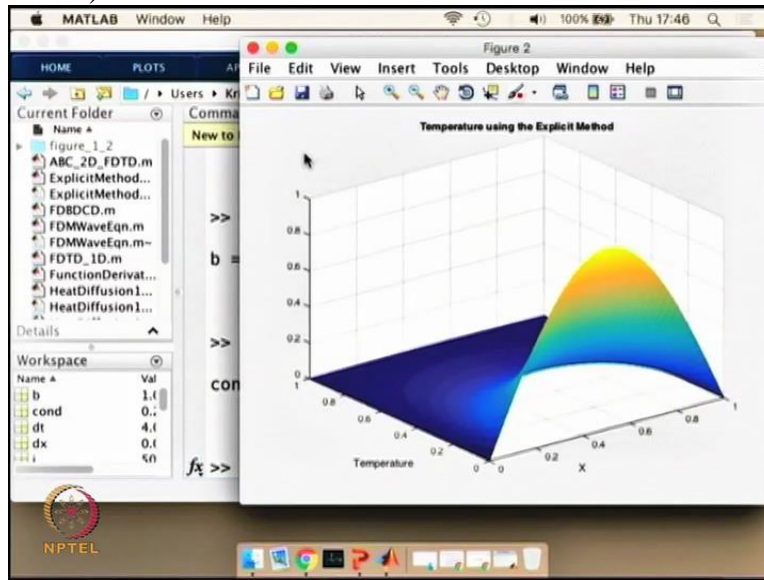 MATLAB Window Help 100% Thu 17:46
Figure 2
HOME PLOTS
File Edit View Insert Tools Desktop Window Help
/ Users
Current Folder
Name
figure_1_2
ABC_2D_FDTD.m
ExplicitMethod...
ExplicitMethod...
FDBDCD.m
FDMWaveEqn.m
FDMWaveEqn.m~
FDTD_1D.m
FunctionDerivat...
HeatDiffusion1...
HeatDiffusion1...
Details
Workspace
Name Val
b
cond
dt
dx
Comma
New to
>>
b =
>>
con
fx >>
Temperature using the Explicit Method
1
0.8
0.6
0.4
0.2
0
1
0.8
0.6
0.4
0.2
0
0
0.2
0.4
0.6
0.8
1
Temperature
X
NPTEL